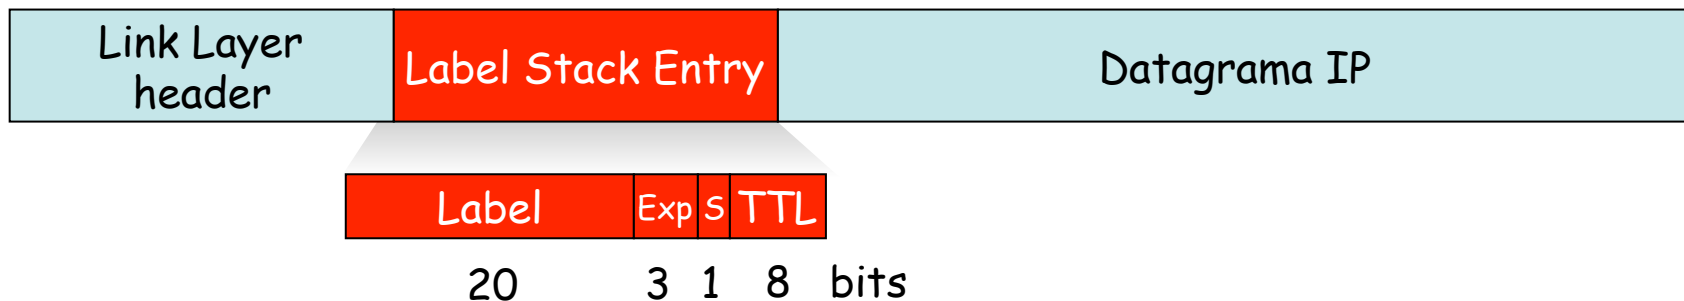 Link Layer
header
Label Stack Entry
Datagrama IP
Label Exp S TTL
20 3 1 8 bits